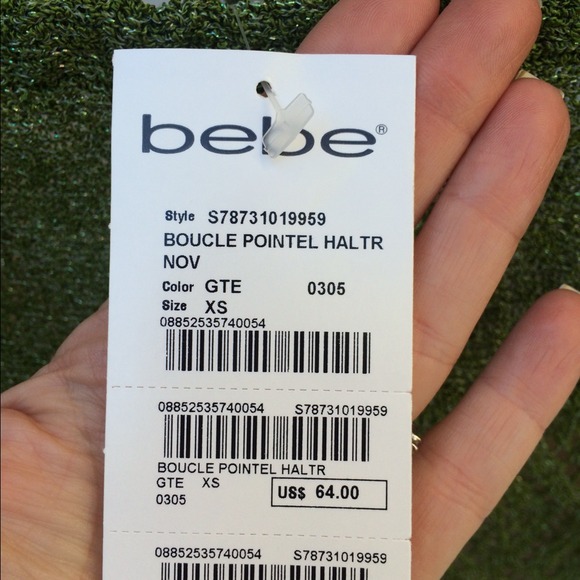 bebe®
Style S78731019959
BOUCLE POINTEL HALTR
NOV
Color GTE 0305
Size XS
08852535740054
08852535740054 S78731019959
BOUCLE POINTEL HALTR
GTE XS
0305 US$ 64.00
08852535740054 S78731019959